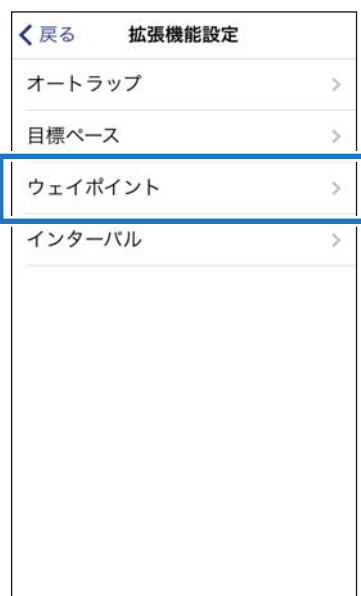 戻る 拡張機能設定
オートラップ
目標ペース
ウェイポイント
インターバル